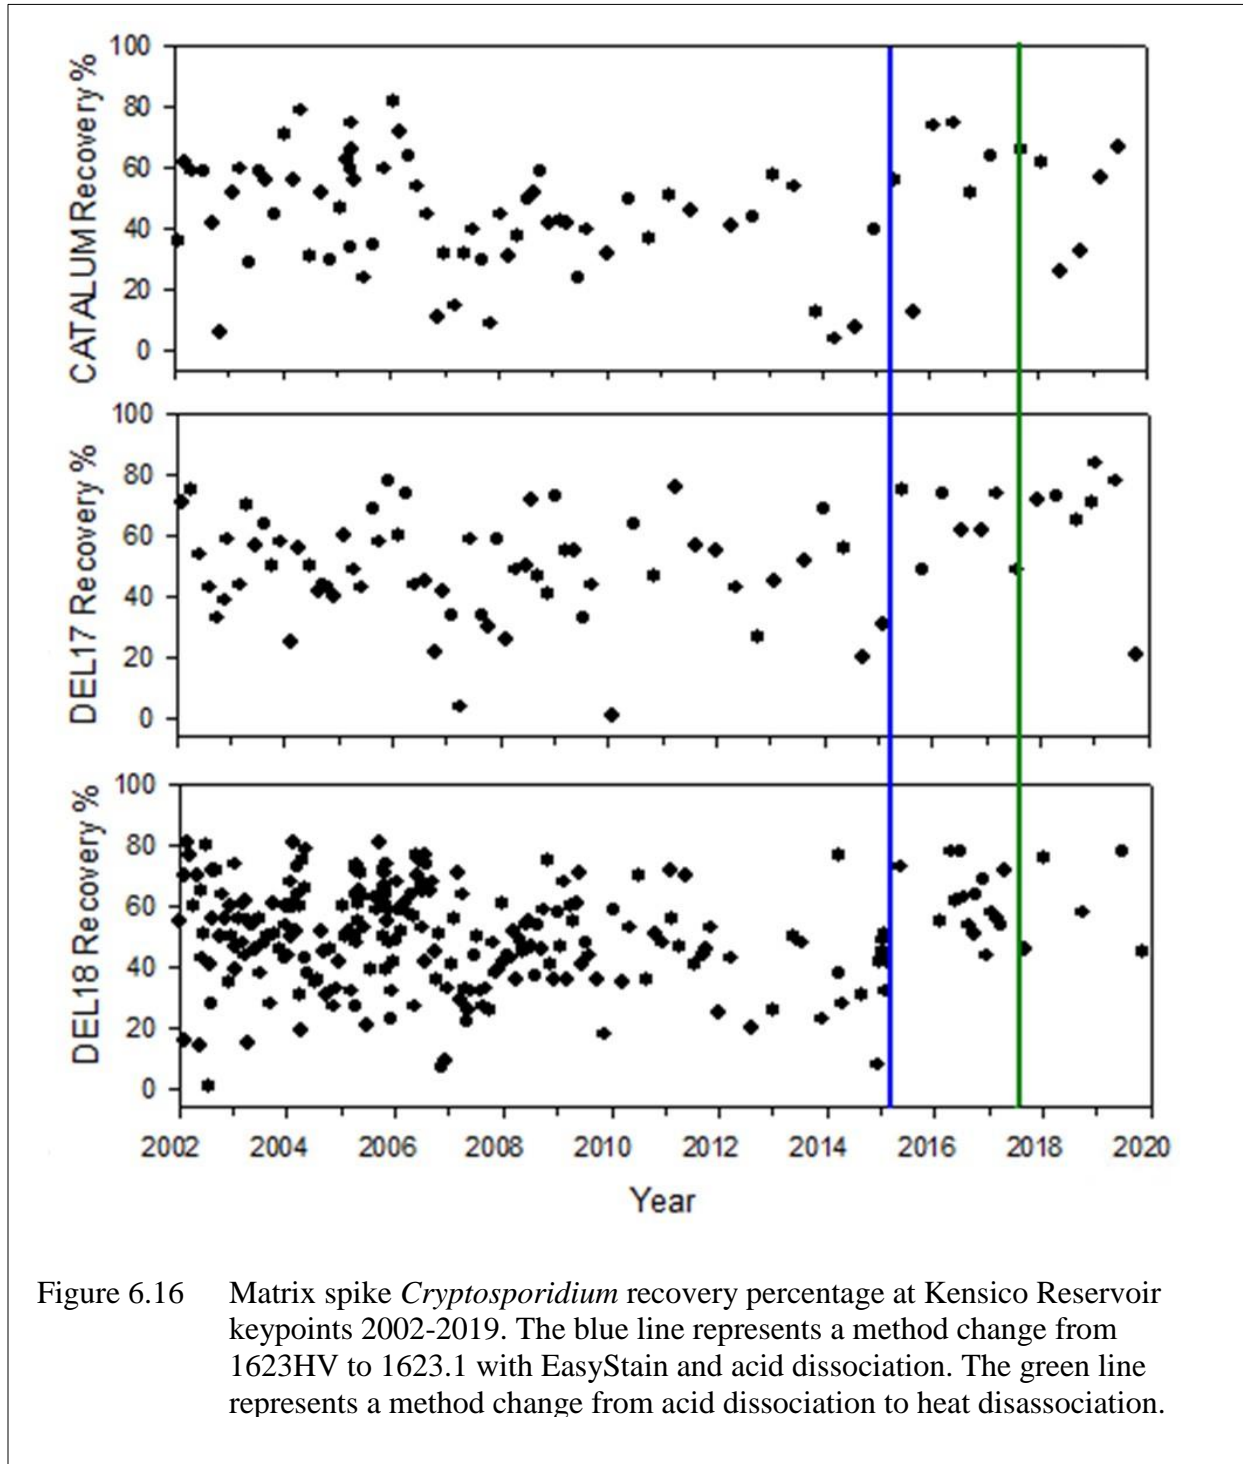 CATALUM Recovery %
100
80
60
40
20
0
DEL17 Recovery %
100
80
60
40
20
0
DEL18 Recovery %
100
80
60
40
20
0
2002 2004 2006 2008 2010 2012 2014 2016 2018 2020
Year
Figure 6.16 Matrix spike Cryptosporidium recovery percentage at Kensico Reservoir
keypoints 2002-2019. The blue line represents a method change from
1623HV to 1623.1 with EasyStain and acid dissociation. The green line
represents a method change from acid dissociation to heat disassociation.